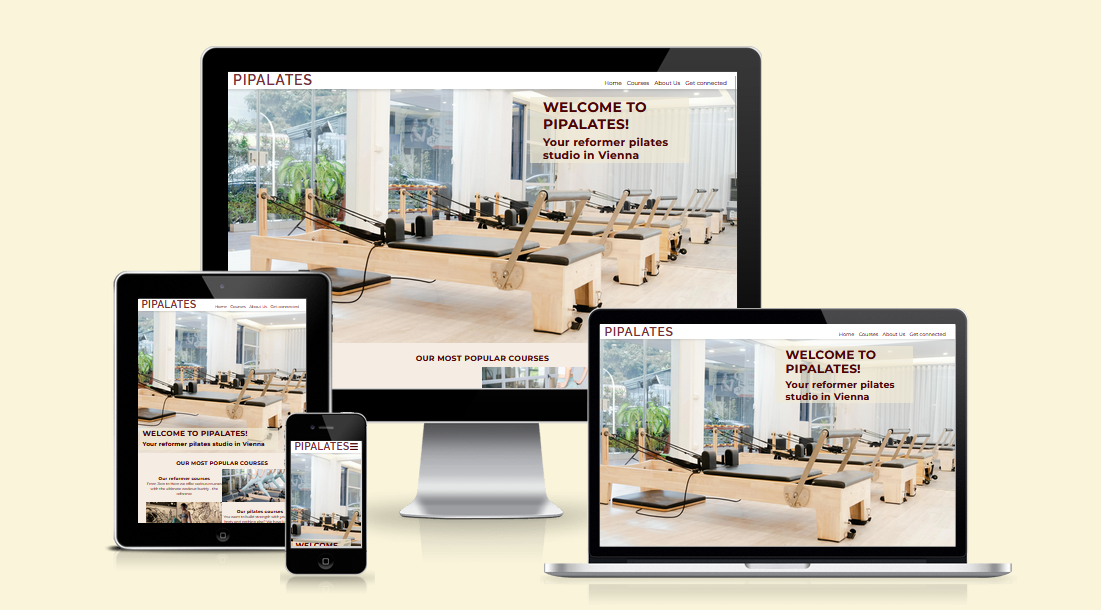 PIPALATES
Home Courses About Us Get connected
WELCOME TO
PIPALATES!
Your reformer pilates
studio in Vienna
OUR MOST POPULAR COURSES
PIPALATES
Home Courses About Us Get connected
WELCOME TO PIPALATES!
Your reformer pilates studio in Vienna
OUR MOST POPULAR COURSES
Our reformer courses
Our pilates courses
PIPALATES
WELCOME
PIPALATES
Home Courses About Us Get connected
WELCOME TO
PIPALATES!
Your reformer pilates
studio in Vienna